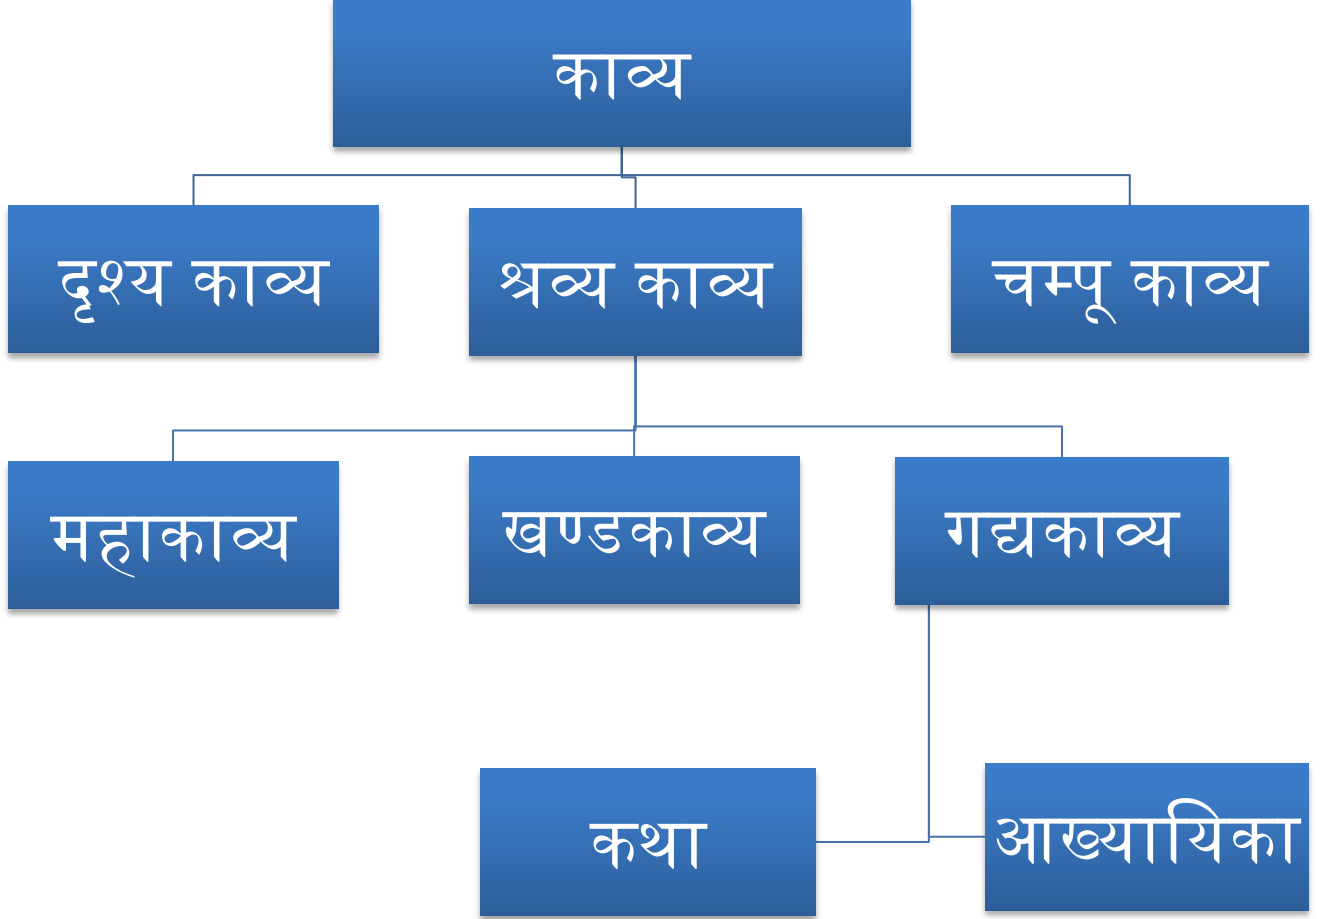 काव्य
दृश्य काव्य
श्रव्य काव्य
चम्पू काव्य
महाकाव्य
खण्डकाव्य
गद्यकाव्य
कथा
आख्यायिका